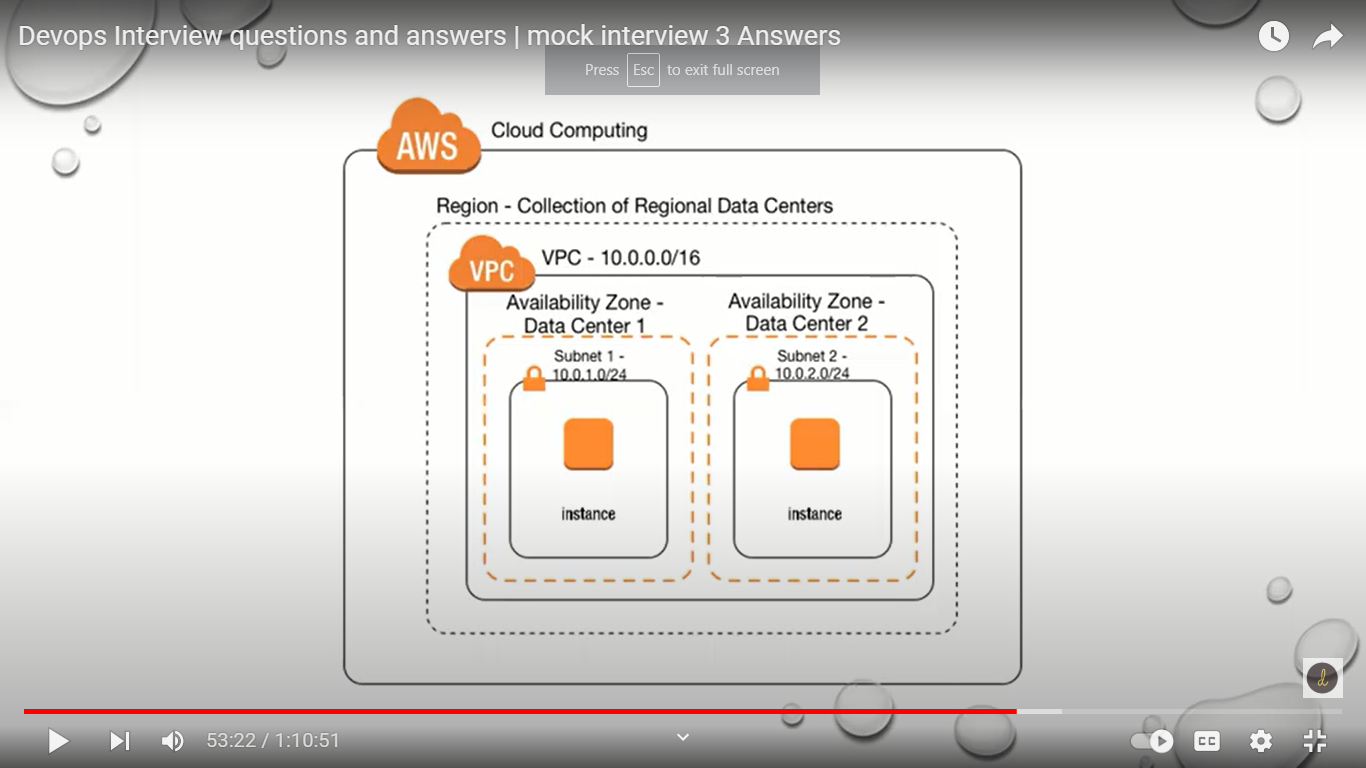 Devops Interview questions and answers | mock interview 3 Answers
Press Esc to exit full screen
AWS
Cloud Computing
Region - Collection of Regional Data Centers
VPC
VPC - 10.0.0.0/16
Availability Zone -
Data Center 1
Availability Zone -
Data Center 2
Subnet 1 -
10.0.1.0/24
Subnet 2 -
10.0.2.0/24
instance
instance
d
53:22 / 1:10:51
CC